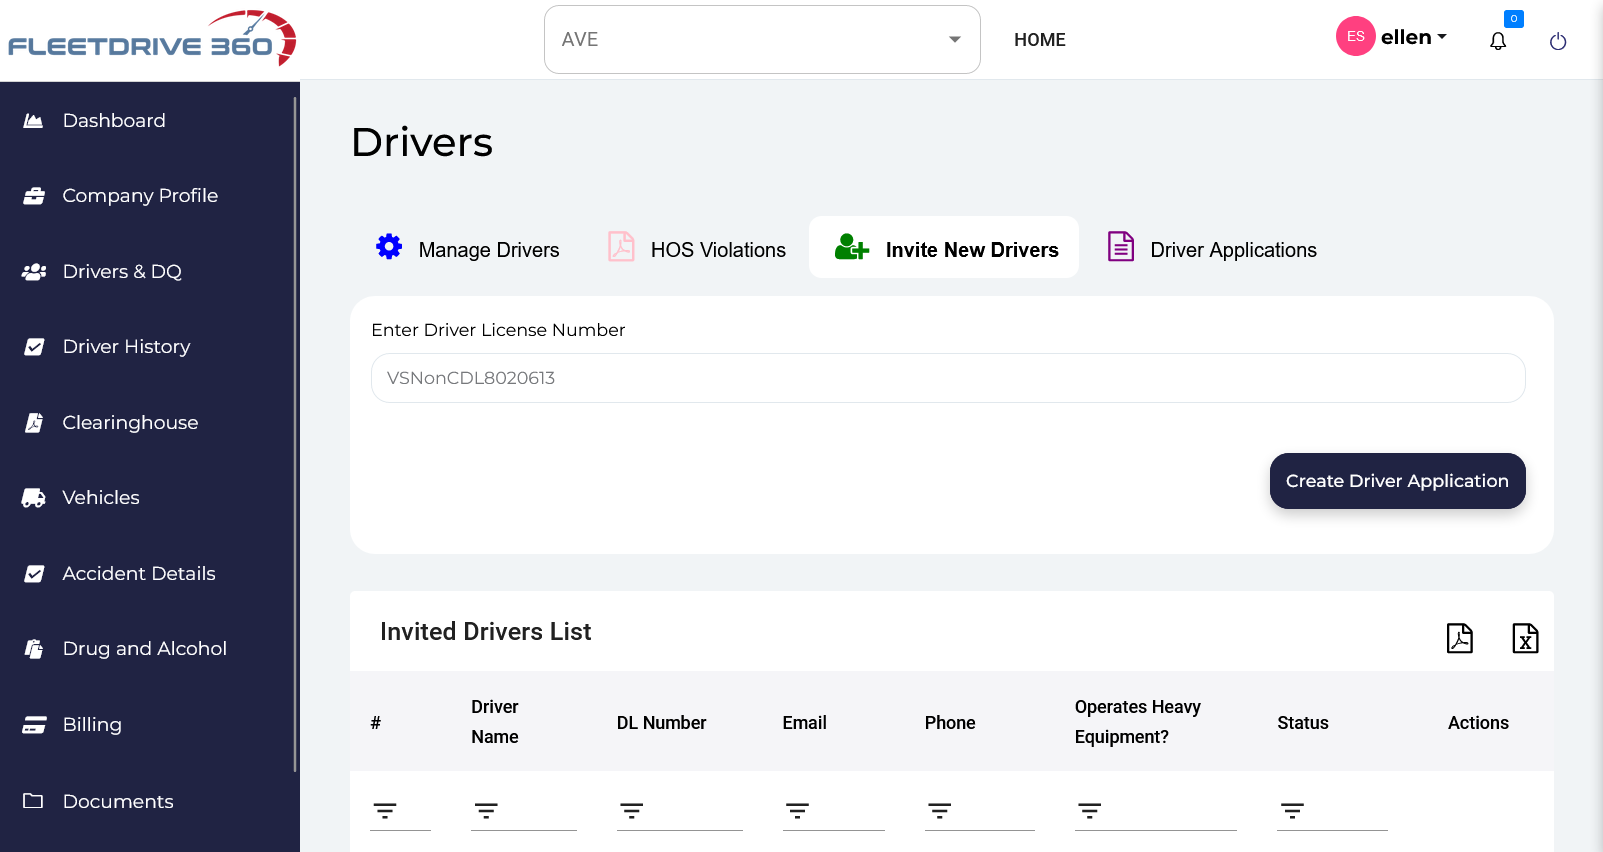 FLEETDRIVE 360
AVE
HOME
ES
ellen
0
Dashboard
Company Profile
Drivers & DQ
Driver History
Clearinghouse
Vehicles
Accident Details
Drug and Alcohol
Billing
Documents
Drivers
Manage Drivers
HOS Violations
Invite New Drivers
Driver Applications
Enter Driver License Number
VSNonCDL8020613
Create Driver Application
Invited Drivers List
#
Driver
Name
DL Number
Email
Phone
Operates Heavy
Equipment?
Status
Actions